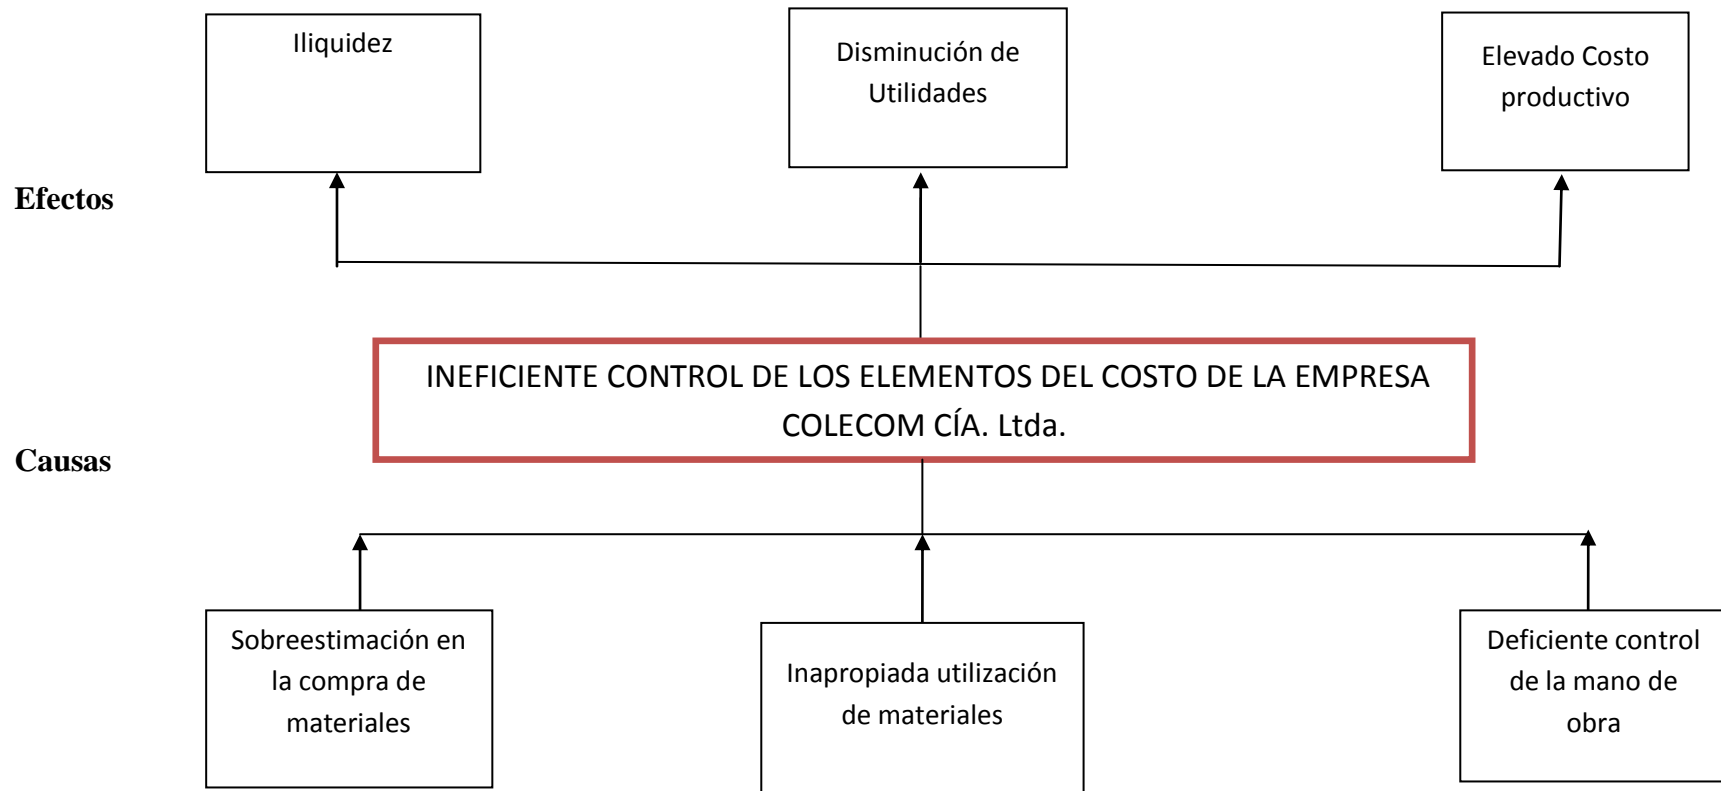 Iliquidez
Disminución de
Utilidades
Elevado Costo
productivo
Efectos
INEFICIENTE CONTROL DE LOS ELEMENTOS DEL COSTO DE LA EMPRESA
COLECOM CÍA. Ltda.
Causas
Sobreestimación en
la compra de
materiales
Inapropiada utilización
de materiales
Deficiente control
de la mano de
obra